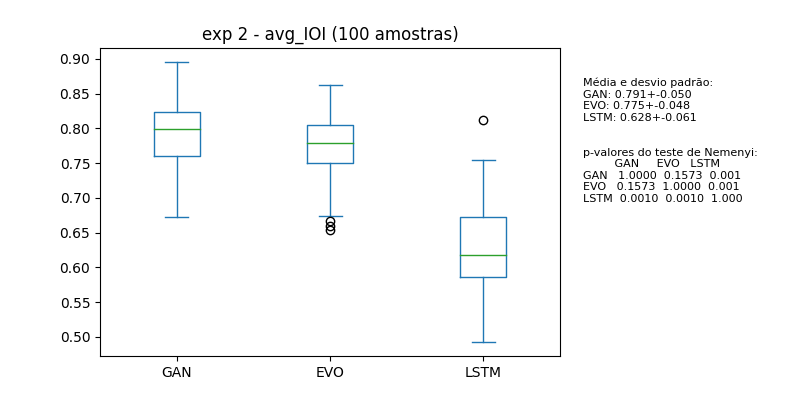 exp 2 - avg_IOI (100 amostras)
0.90
0.85
0.80
0.75
0.70
0.65
0.60
0.55
0.50
GAN
EVO
LSTM
Média e desvio padrão:
GAN: 0.791+-0.050
EVO: 0.775+-0.048
LSTM: 0.628+-0.061
p-valores do teste de Nemenyi:
GAN EVO LSTM
GAN 1.0000 0.1573 0.001
EVO 0.1573 1.0000 0.001
LSTM 0.0010 0.0010 1.000